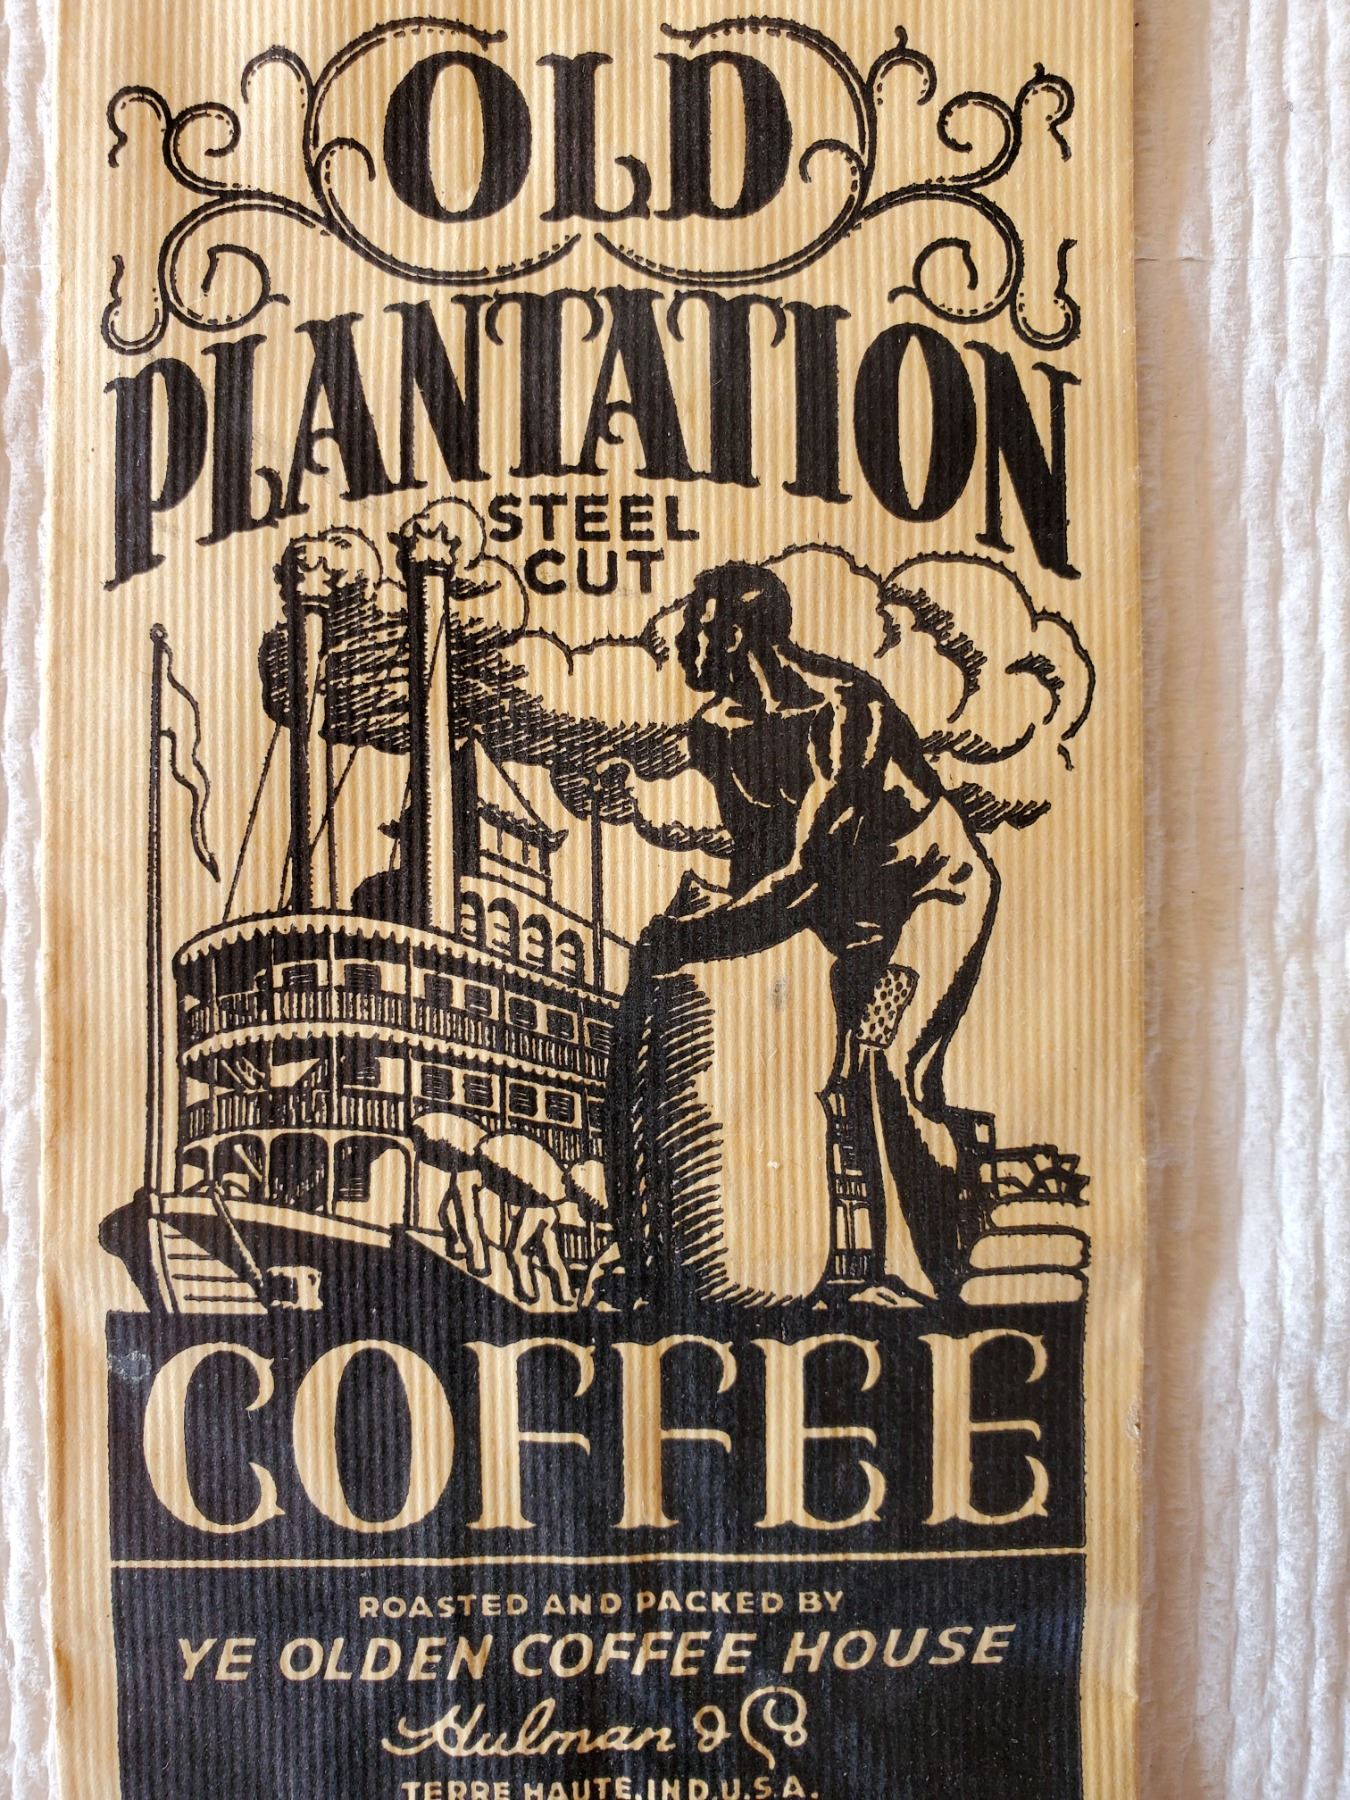 OLD
PLANTATION
STEEL
CUT
COFFEE
ROASTED AND PACKED BY
YE OLDEN COFFEE HOUSE
Hulman & Co
TERRE HAUTE, IND. U.S.A.